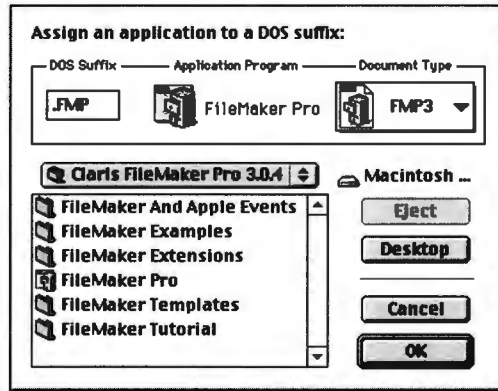 Assign an application to a DOS suffix:
DOS Suffix
Application Program
Document Type
.FMP
FileMaker Pro
FMP3
Claris FileMaker Pro 3.0.4
Macintosh ...
FileMaker And Apple Events
FileMaker Examples
FileMaker Extensions
FileMaker Pro
FileMaker Templates
FileMaker Tutorial
Eject
Desktop
Cancel
OK